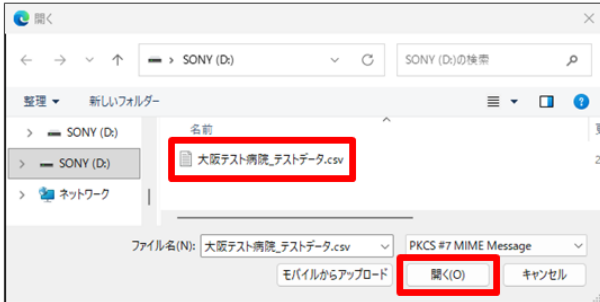 開く
SONY (D:)
SONY (D:)の検索
整理
新しいフォルダー
名前
SONY (D:)
大阪テスト病院_テストデータ.csv
SONY (D:)
ネットワーク
ファイル名(N):
大阪テスト病院_テストデータ.csv
PKCS #7 MIME Message
モバイルからアップロード
開く(O)
キャンセル